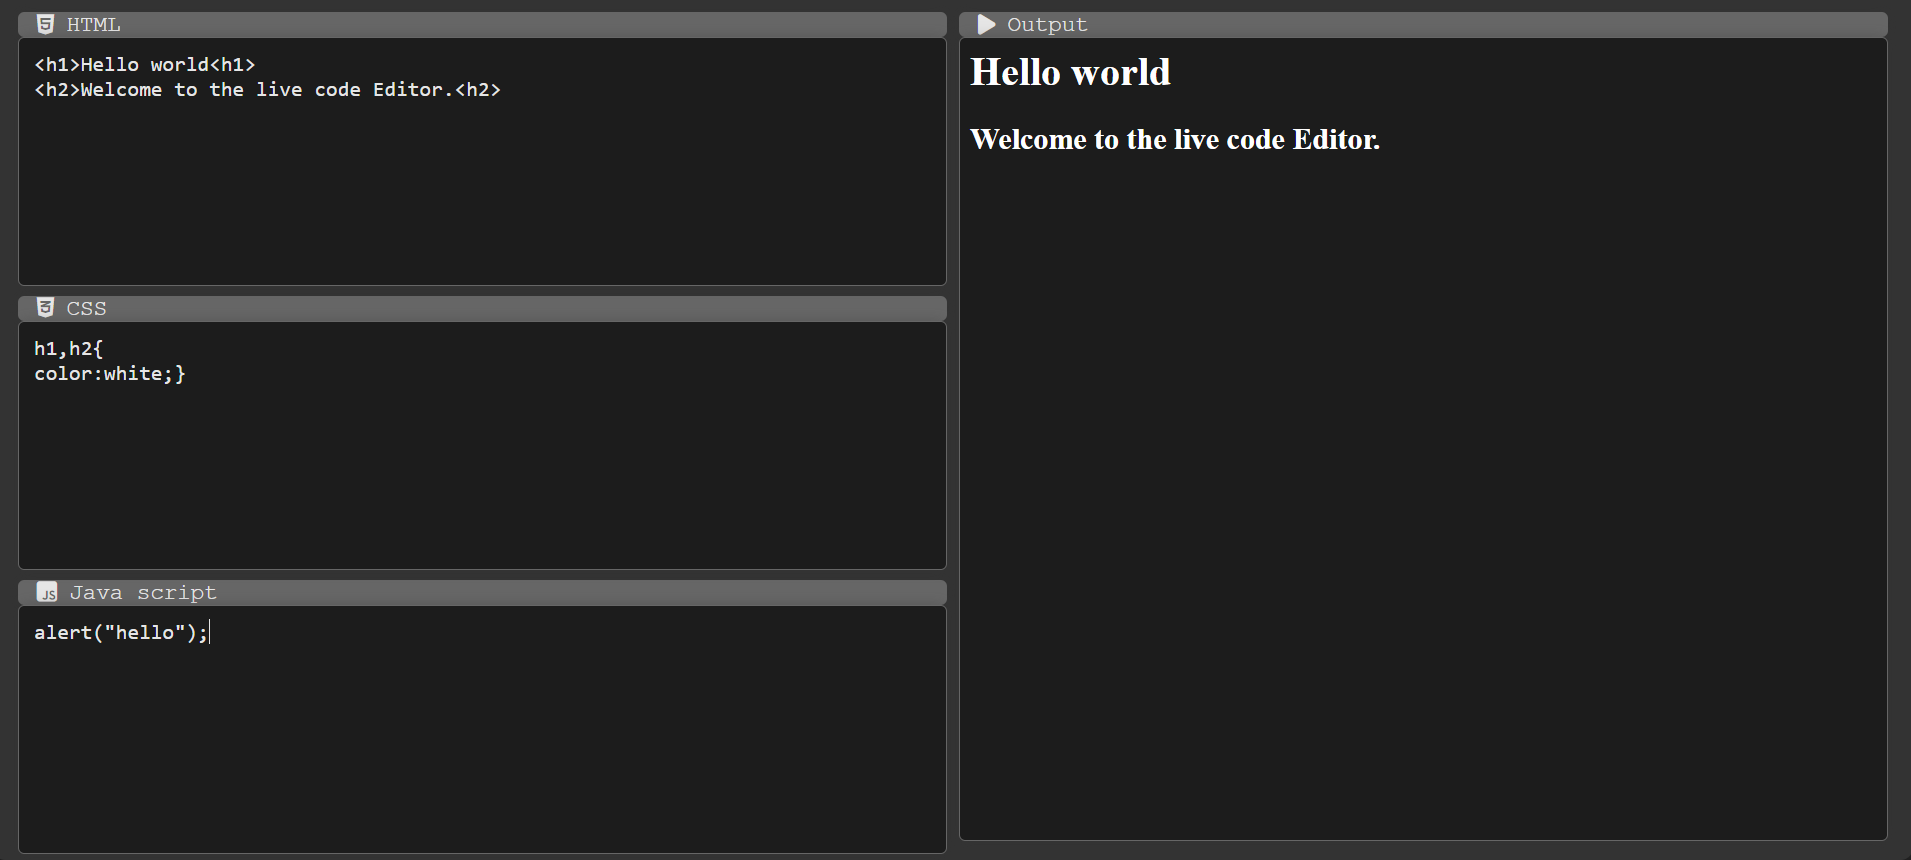 HTML
<h1>Hello world<h1>
<h2>Welcome to the live code Editor.<h2>
CSS
h1,h2{
color:white;}
JS Java script
alert("hello");
Output
Hello world
Welcome to the live code Editor.